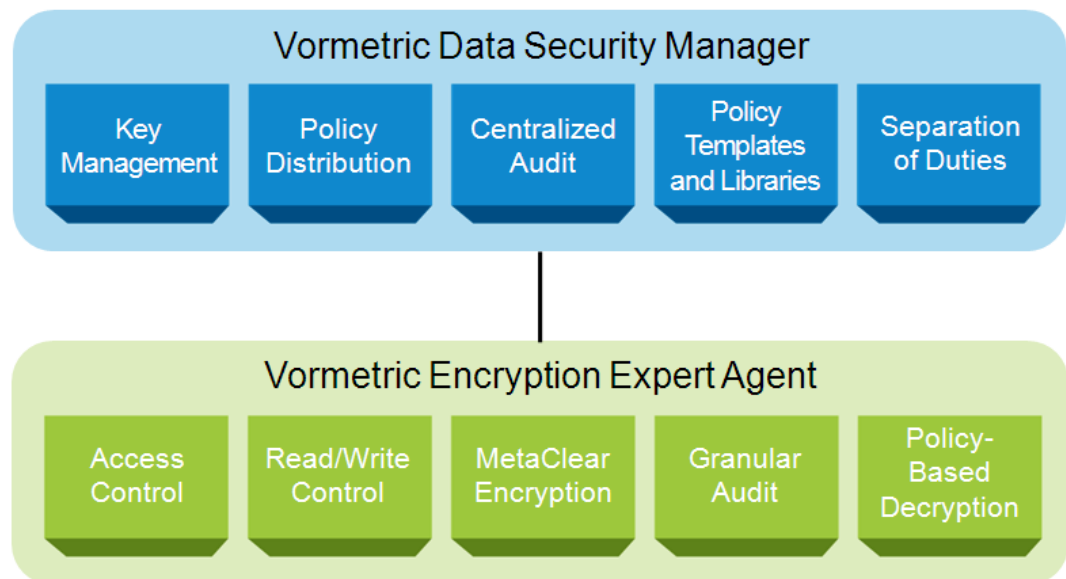 Vormetric Data Security Manager
Key
Management
Policy
Distribution
Centralized
Audit
Policy
Templates
and Libraries
Separation
of Duties
Vormetric Encryption Expert Agent
Access
Control
Read/Write
Control
MetaClear
Encryption
Granular
Audit
Policy-
Based
Decryption